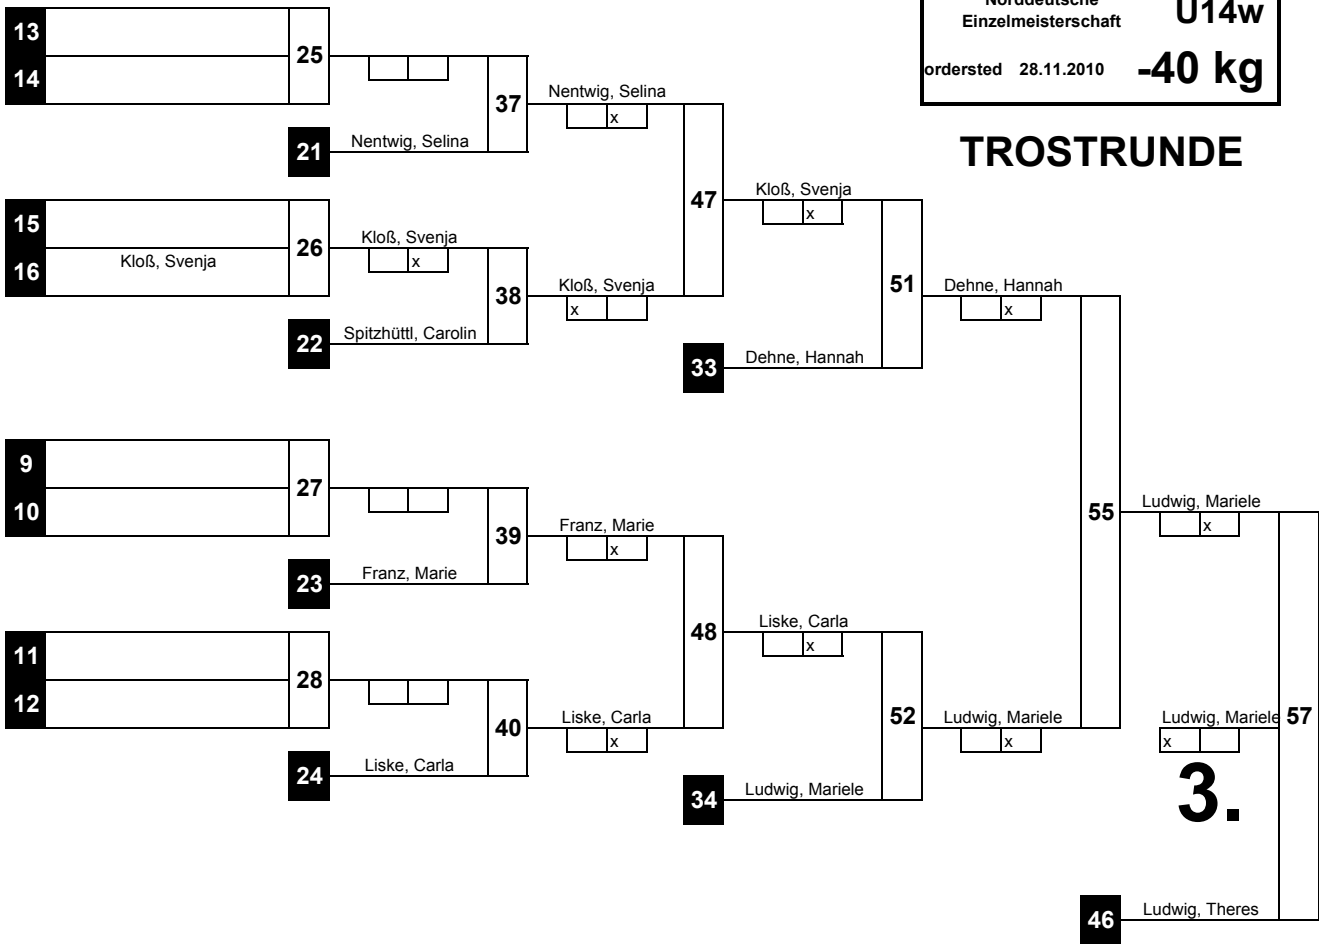 Norddeutsche
Einzelmeisterschaft
U14w
ordersted 28.11.2010
-40 kg
TROSTRUNDE
13
14
25
21
Nentwig, Selina
37
Nentwig, Selina
x
15
16
Kloß, Svenja
26
Kloß, Svenja
x
22
Spitzhüttl, Carolin
38
Kloß, Svenja
x
47
Kloß, Svenja
x
33
Dehne, Hannah
51
Dehne, Hannah
x
9
10
27
23
Franz, Marie
39
Franz, Marie
x
11
12
28
24
Liske, Carla
40
Liske, Carla
x
48
Liske, Carla
x
34
Ludwig, Mariele
52
Ludwig, Mariele
x
55
Ludwig, Mariele
x
Ludwig, Mariele
x
57
3.
46
Ludwig, Theres